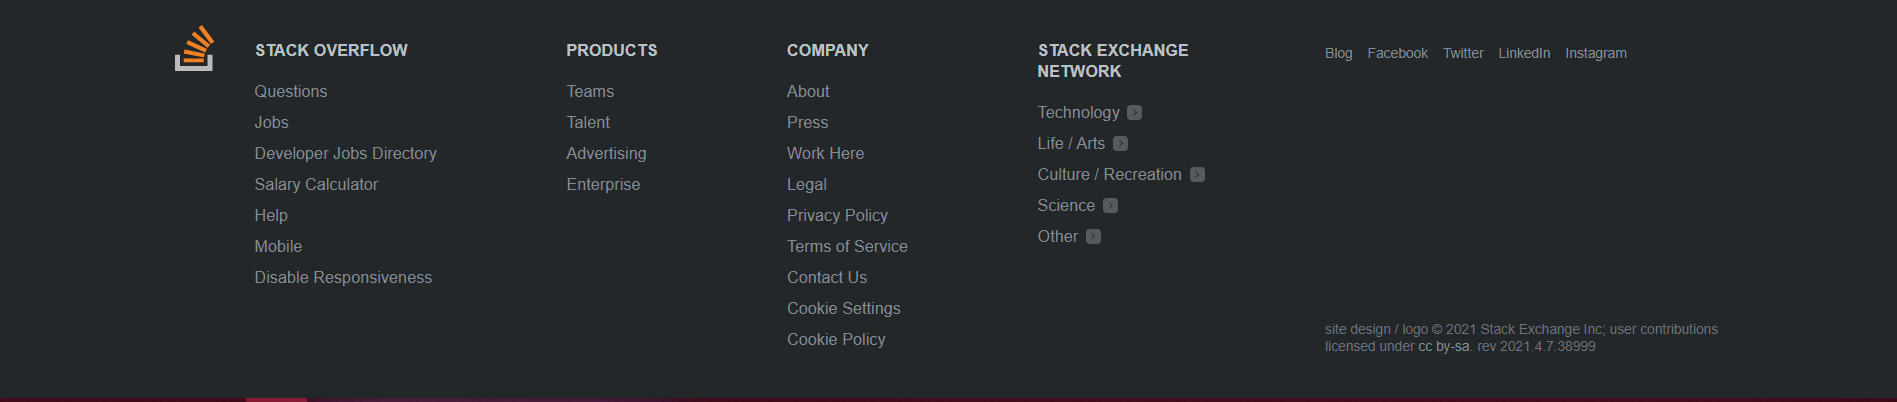 STACK OVERFLOW
Questions
Jobs
Developer Jobs Directory
Salary Calculator
Help
Mobile
Disable Responsiveness
PRODUCTS
Teams
Talent
Advertising
Enterprise
COMPANY
About
Press
Work Here
Legal
Privacy Policy
Terms of Service
Contact Us
Cookie Settings
Cookie Policy
STACK EXCHANGE
NETWORK
Technology
Life / Arts
Culture / Recreation
Science
Other
Blog Facebook Twitter LinkedIn Instagram
site design / logo © 2021 Stack Exchange Inc; user contributions
licensed under cc by-sa. rev 2021.4.7.38999